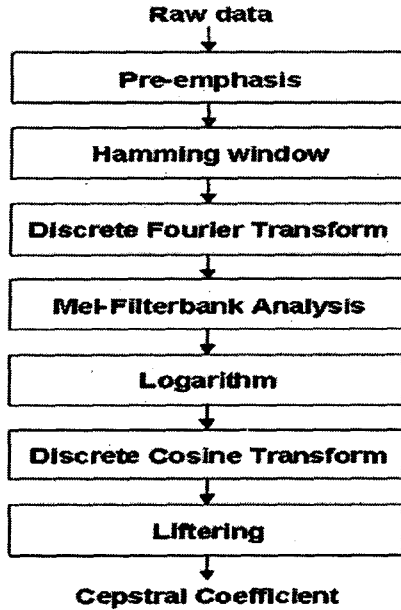 Raw data
Pre-emphasis
Hamming window
Discrete Fourier Transform
Mel-Filterbank Analysis
Logarithm
Discrete Cosine Transform
Liftering
Cepstral Coefficient